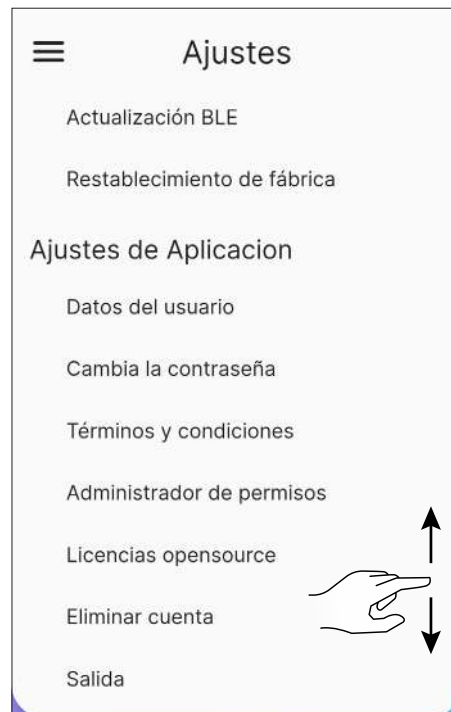 Ajustes
Actualización BLE
Restablecimiento de fábrica
Ajustes de Aplicacion
Datos del usuario
Cambia la contraseña
Términos y condiciones
Administrador de permisos
Licencias opensource
Eliminar cuenta
Salida